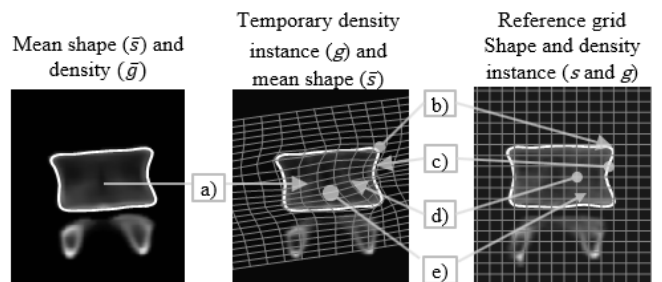 Mean shape (s̄) and
density (ḡ)
Temporary density
instance (g) and
mean shape (s̄)
Reference grid
Shape and density
instance (s and g)
a)
b)
c)
d)
e)